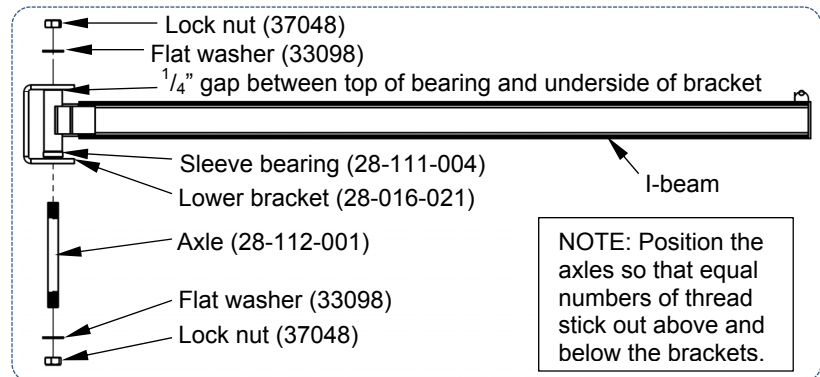 Lock nut (37048)
Flat washer (33098)
1/4” gap between top of bearing and underside of bracket
Sleeve bearing (28-111-004)
I-beam
Lower bracket (28-016-021)
Axle (28-112-001)
Flat washer (33098)
Lock nut (37048)
NOTE: Position the
axles so that equal
numbers of thread
stick out above and
below the brackets.